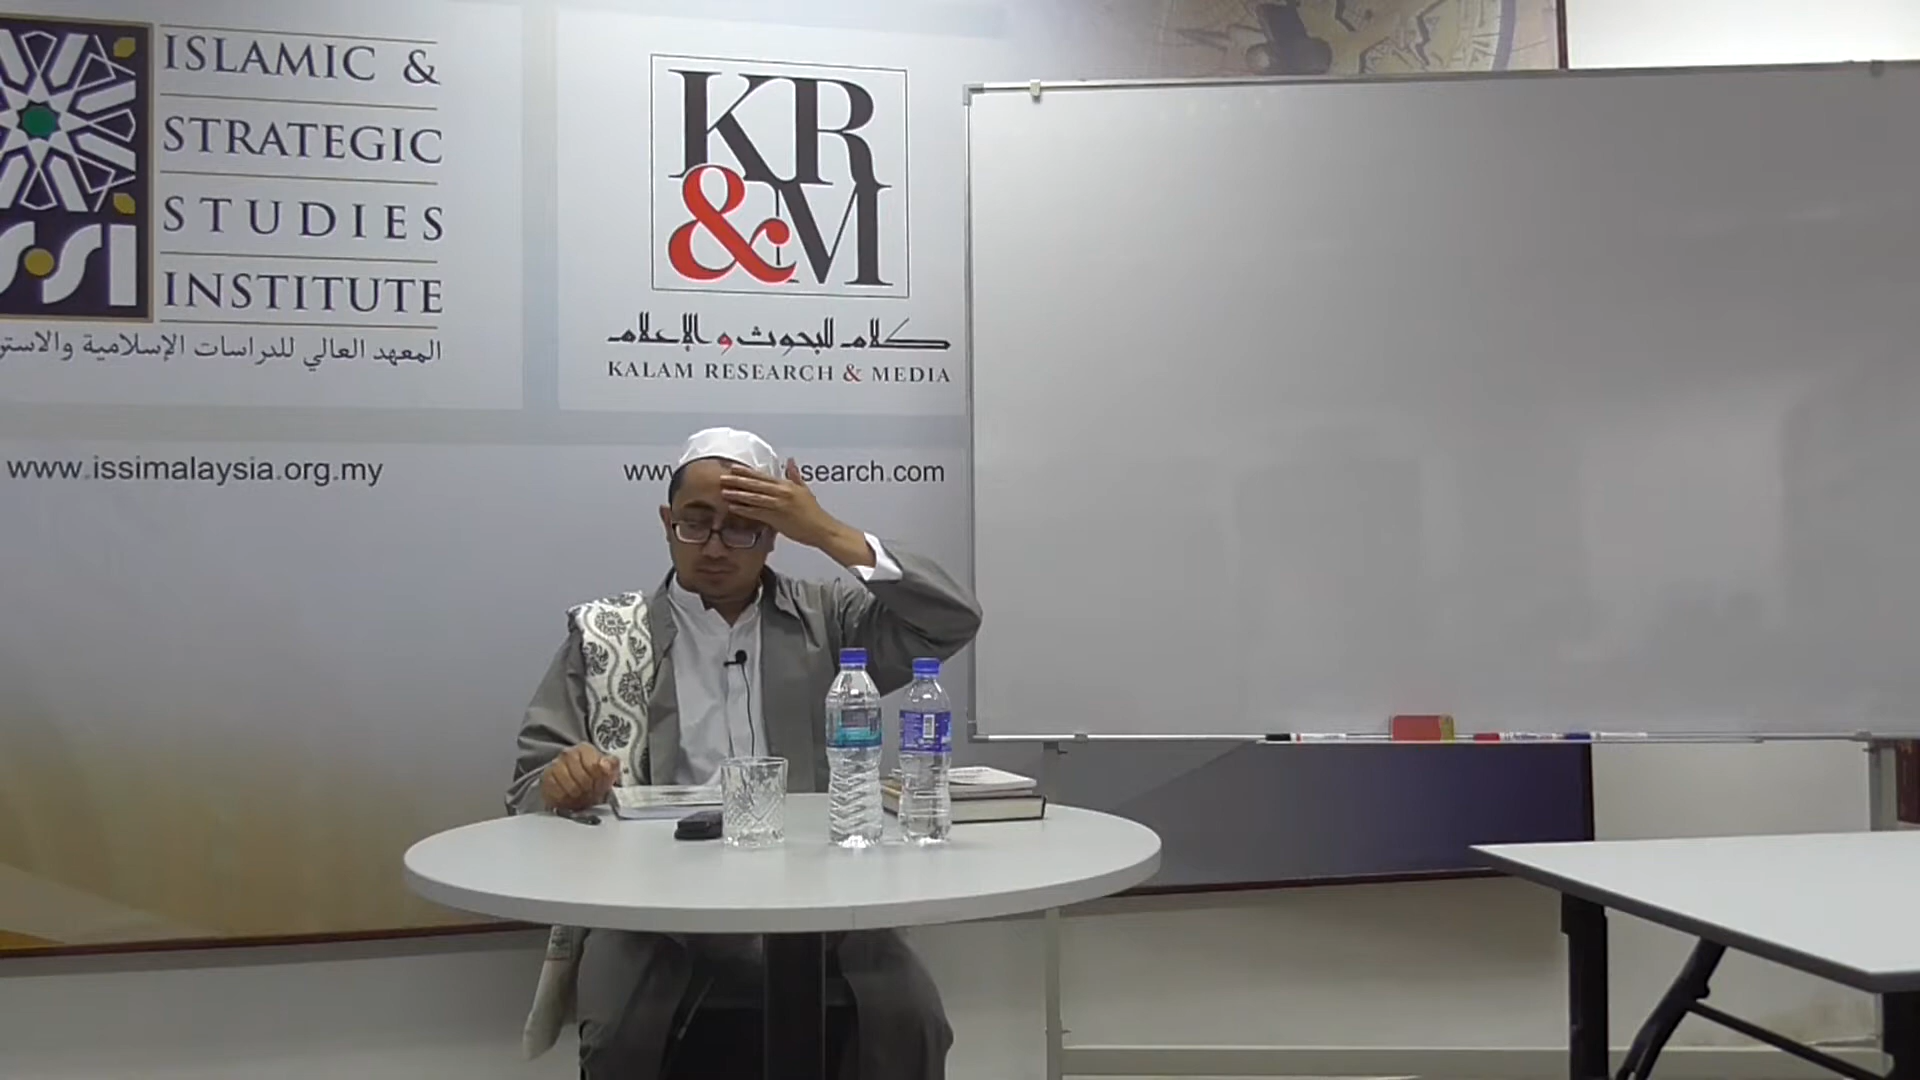 ISLAMIC &
STRATEGIC
STUDIES
INSTITUTE
المعهد العالي للدراسات الإسلامية
www.issimalaysia.org.my
KR
&M
كلام للبحوث و الإعلام
KALAM RESEARCH & MEDIA
www.
search.com